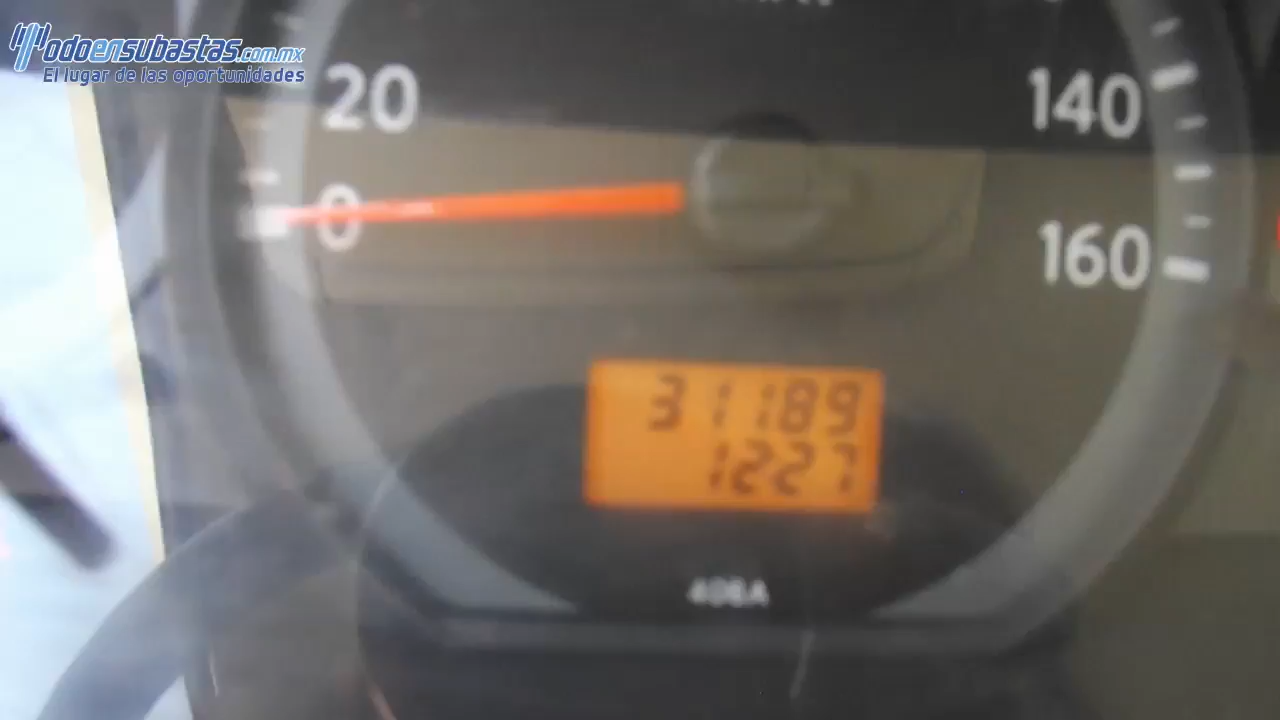 Todoensubastas.com.mx
El lugar de las oportunidades
20
140
0
160
31189
1227
408A